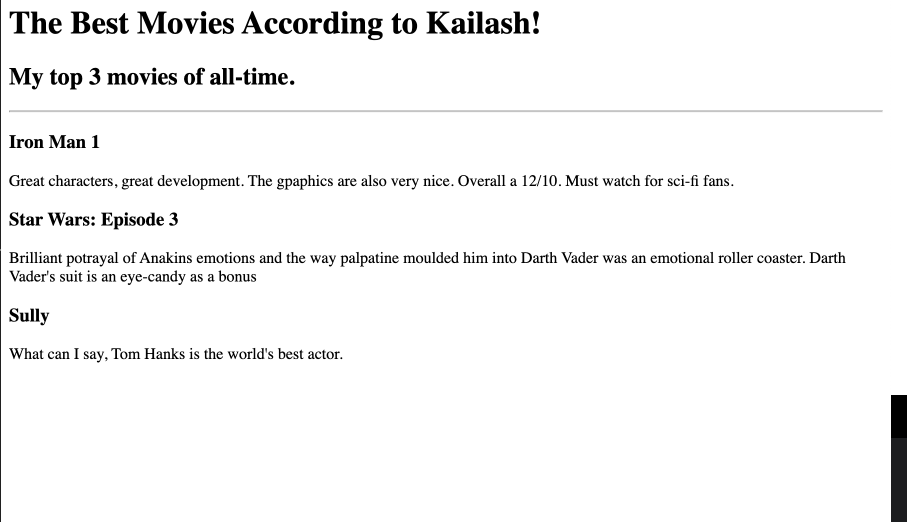 The Best Movies According to Kailash!
My top 3 movies of all-time.
Iron Man 1
Great characters, great development. The gpaphics are also very nice. Overall a 12/10. Must watch for sci-fi fans.
Star Wars: Episode 3
Brilliant potrayal of Anakins emotions and the way palpatine moulded him into Darth Vader was an emotional roller coaster. Darth
Vader's suit is an eye-candy as a bonus
Sully
What can I say, Tom Hanks is the world's best actor.